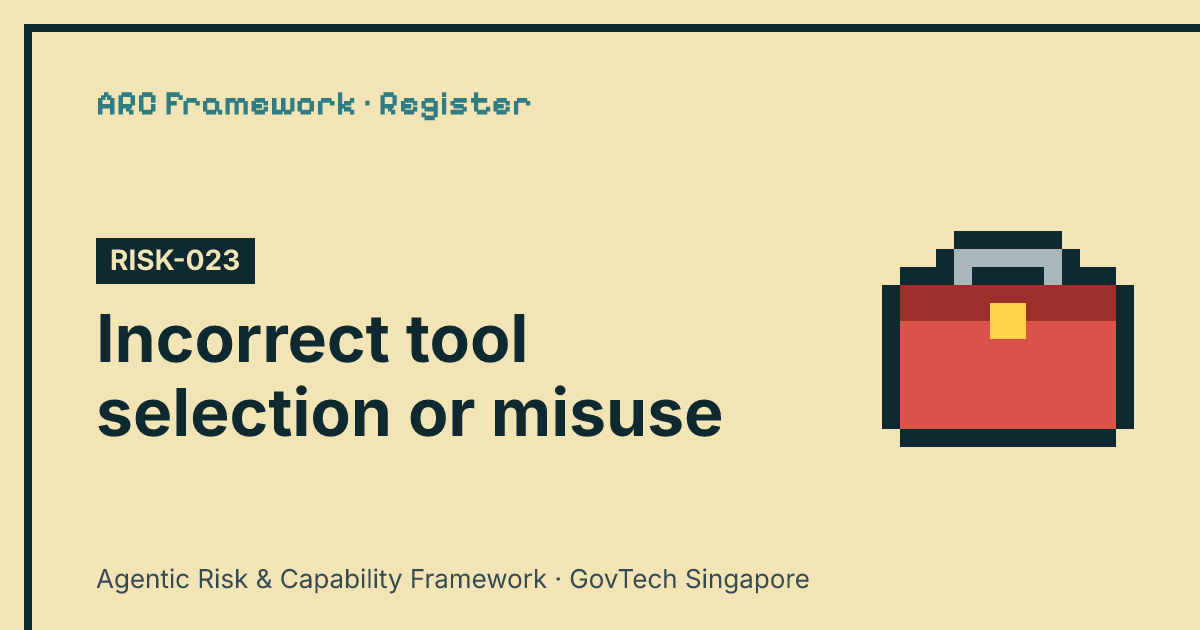 ARC Framework · Register
RISK-023
Incorrect tool
selection or misuse
Agentic Risk & Capability Framework · GovTech Singapore